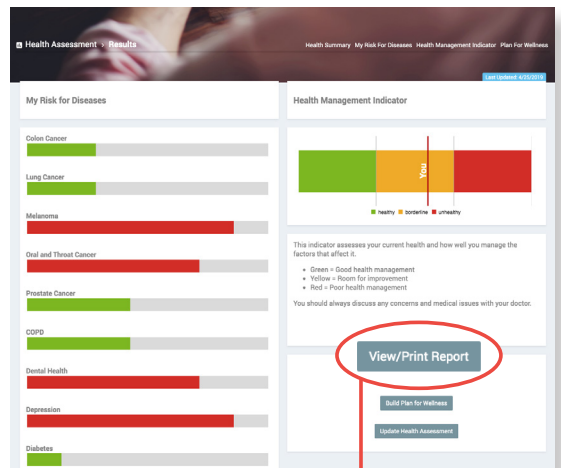 Health Assessment > Results
Health Summary My Risk For Diseases Health Management Indicator Plan For Wellness
Last Updated: 4/23/2019
My Risk for Diseases
Colon Cancer
Lung Cancer
Melanoma
Oral and Throat Cancer
Prostate Cancer
COPD
Dental Health
Depression
Diabetes
Health Management Indicator
You
healthy borderline unhealthy
This indicator assesses your current health and how well you manage the
factors that affect it.
• Green = Good health management
• Yellow = Room for improvement
• Red = Poor health management
You should always discuss any concerns and medical issues with your doctor.
View/Print Report
Build Plan for Wellness
Update Health Assessment